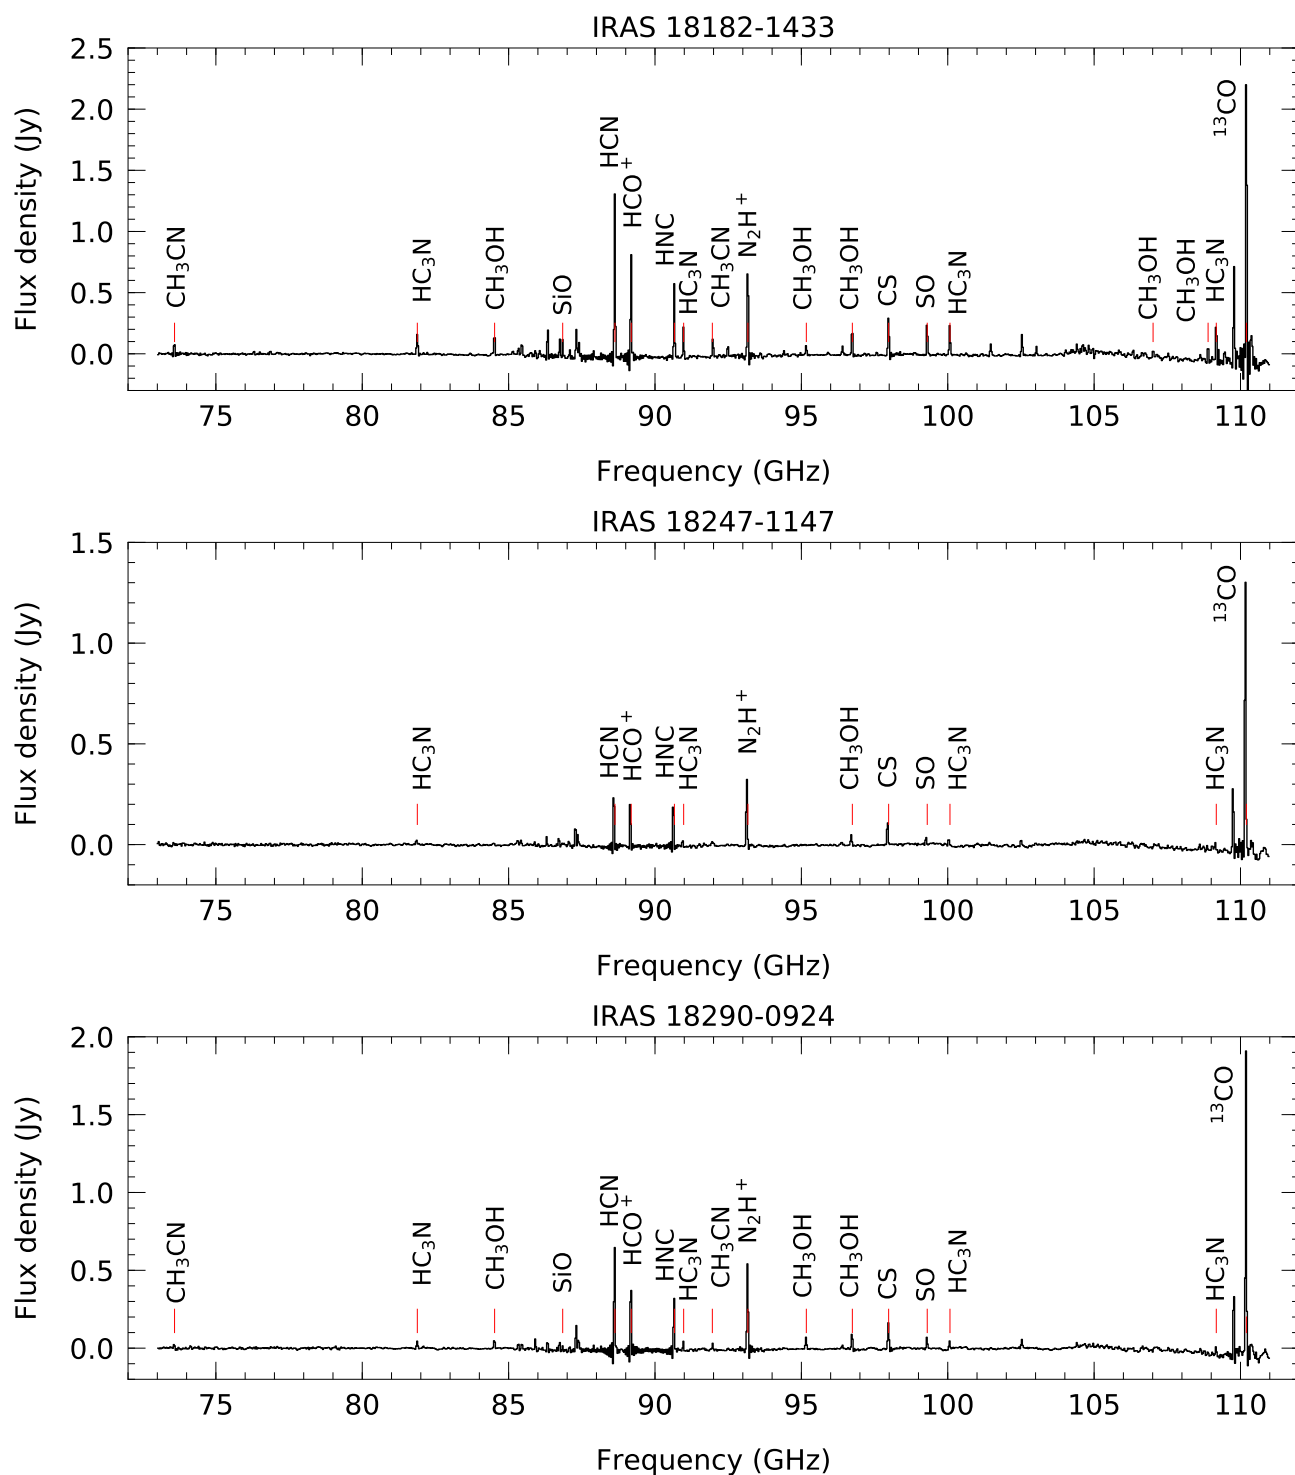 IRAS 18182-1433
Flux density (Jy)
2.5
2.0
1.5
1.0
0.5
0.0
CH₃CN
HC₃N
CH₃OH
SiO
HCN
HCO⁺
HNC
HC₃N
CH₃CN
N₂H⁺
CH₃OH
CH₃OH
CS
SO
HC₃N
CH₃OH
CH₃OH
HC₃N
¹³CO
75 80 85 90 95 100 105 110
Frequency (GHz)
IRAS 18247-1147
Flux density (Jy)
1.5
1.0
0.5
0.0
HC₃N
HCN
HCO⁺
HNC
HC₃N
N₂H⁺
CH₃OH
CS
SO
HC₃N
HC₃N
¹³CO
75 80 85 90 95 100 105 110
Frequency (GHz)
IRAS 18290-0924
Flux density (Jy)
2.0
1.5
1.0
0.5
0.0
CH₃CN
HC₃N
CH₃OH
SiO
HCN
HCO⁺
HNC
HC₃N
CH₃CN
N₂H⁺
CH₃OH
CH₃OH
CS
SO
HC₃N
HC₃N
¹³CO
75 80 85 90 95 100 105 110
Frequency (GHz)